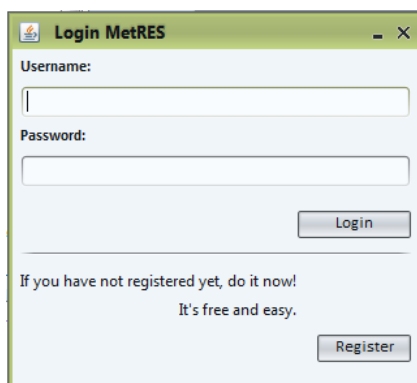 Login MetRES
Username:
Password:
Login
If you have not registered yet, do it now!
It's free and easy.
Register